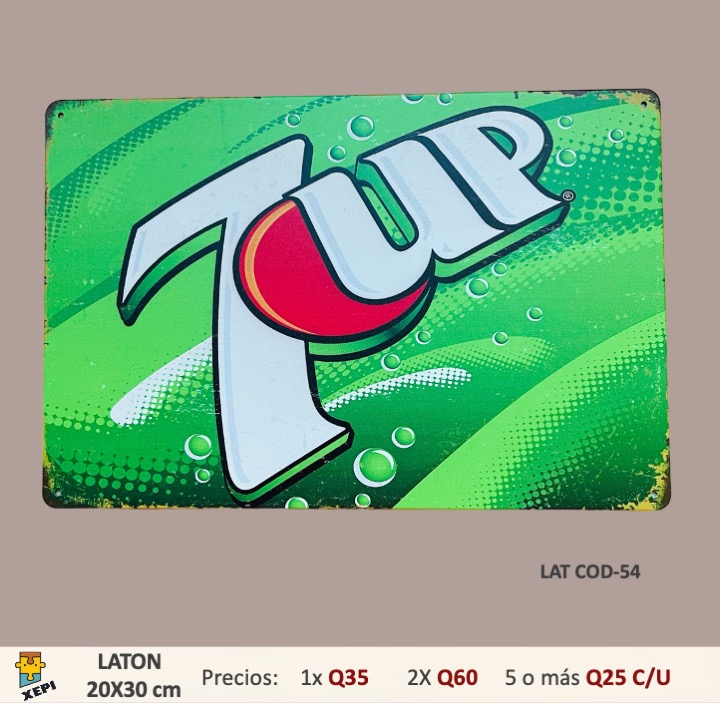 7UP
®
LAT COD-54
LATON
20X30 cm
Precios: 1x Q35 2X Q60 5 o más Q25 C/U
XEPI